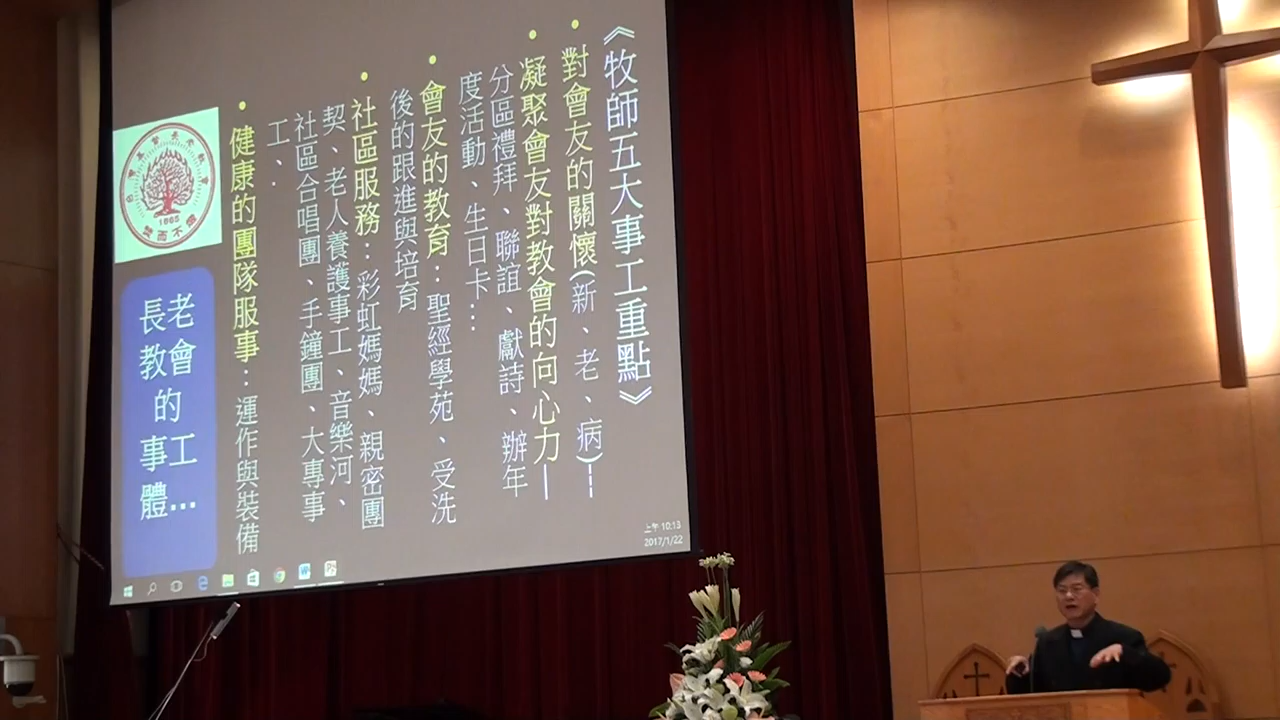 《牧師五大事工重點》
• 對會友的關懷(新、老、病)--
• 凝聚會友對教會的向心力—
分區禮拜、聯誼、獻詩、辦年
度活動、生日卡…
• 會友的教育：聖經學苑、受洗
後的跟進與培育
• 社區服務：彩虹媽媽、親密團
契、老人養護事工、音樂河、
社區合唱團、手鐘團、大專事
工、.
• 健康的團隊服事：運作與裝備
1865
焚而不燬
老會
長教
的
事工
體...
上午 10:13
2017/1/22